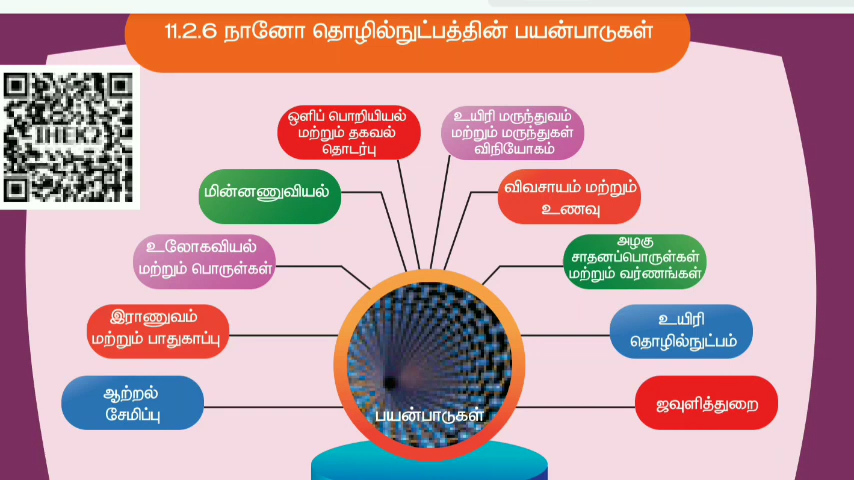 11.2.6 நானோ தொழில்நுட்பத்தின் பயன்பாடுகள்
ஒளிப் பொறியியல்
மற்றும் தகவல்
தொடர்பு
உயிரி மருந்துவம்
மற்றும் மருந்துகள்
விநியோகம்
மின்னணுவியல்
விவசாயம் மற்றும்
உணவு
உலோகவியல்
மற்றும் பொருள்கள்
அழகு
சாதனப்பொருள்கள்
மற்றும் வர்ணங்கள்
இராணுவம்
மற்றும் பாதுகாப்பு
உயிரி
தொழில்நுட்பம்
ஆற்றல்
சேமிப்பு
ஜவுளித்துறை
பயன்பாடுகள்